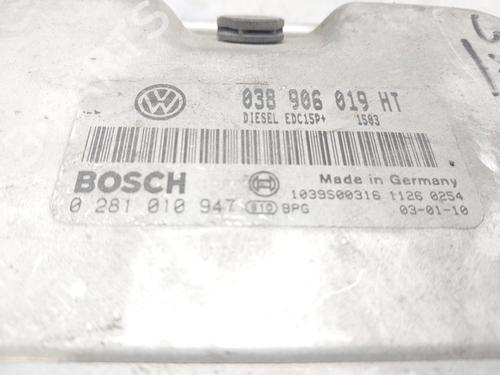 038 906 019 HT
DIESEL EDC15P+ 1503
BOSCH
Made in Germany
1039S00316 1126 0254
0 281 010 947 010 BPG 03-01-10